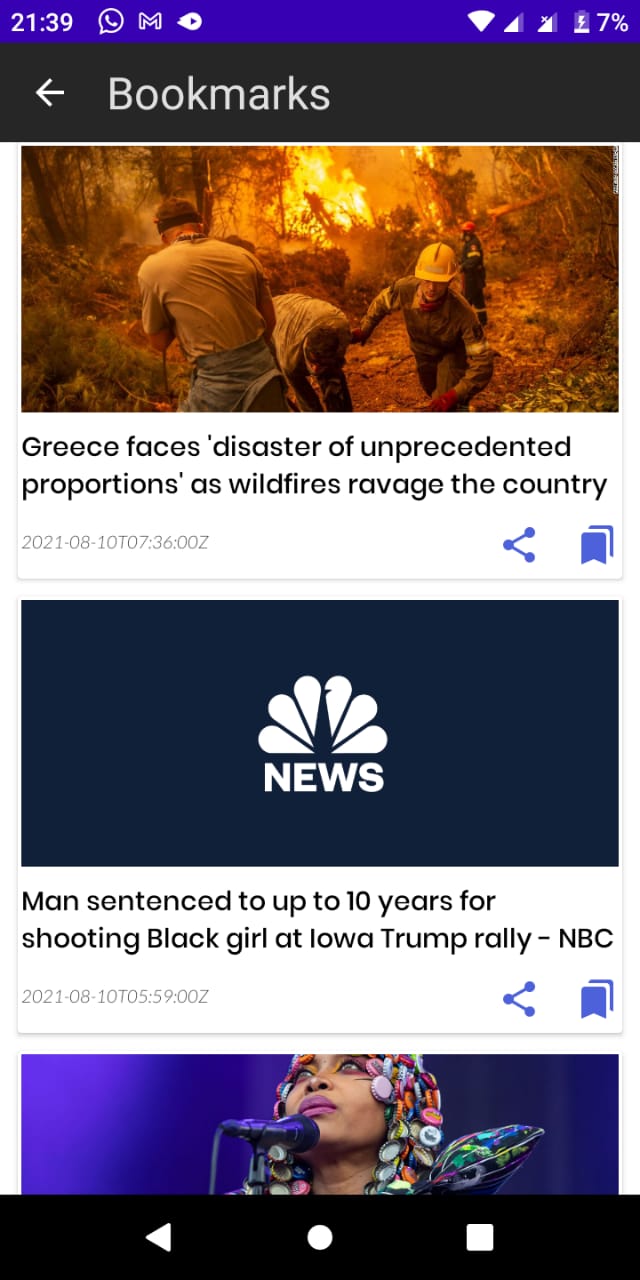 21:39
7%
Bookmarks
Greece faces 'disaster of unprecedented
proportions' as wildfires ravage the country
2021-08-10T07:36:00Z
NEWS
Man sentenced to up to 10 years for
shooting Black girl at Iowa Trump rally - NBC
2021-08-10T05:59:00Z